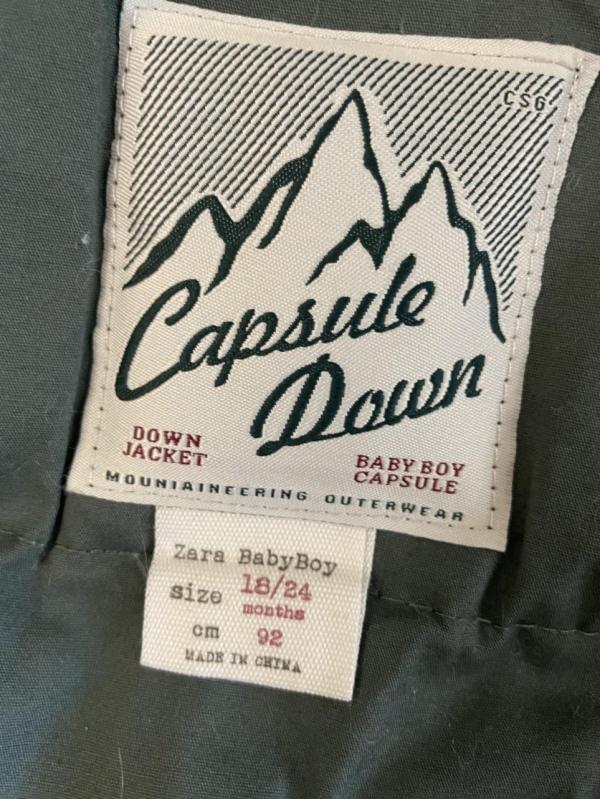 CSG
Capsule
Down
DOWN
JACKET
BABY BOY
CAPSULE
MOUNIAINEERING OUTERWEAR
Zara BabyBoy
size 18/24
months
cm 92
MADE IN CHINA